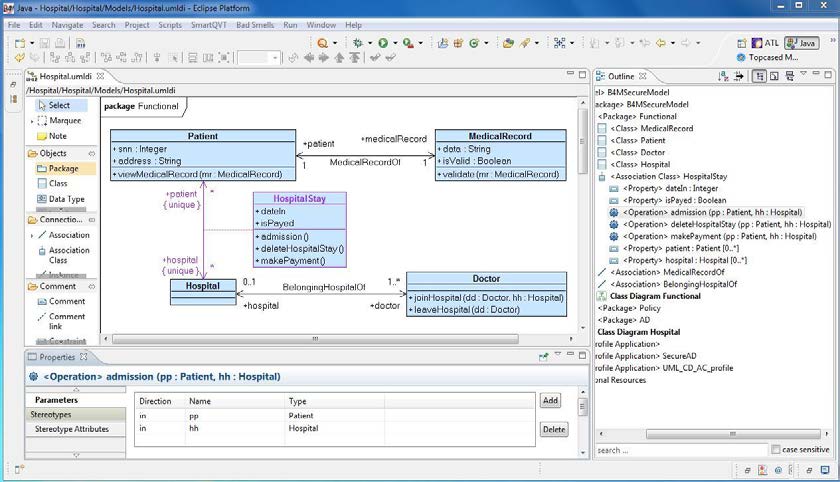 Java - Hospital/Hospital/Models/Hospital.umldi - Eclipse Platform
File Edit Navigate Search Project Scripts SmartQVT Bad Smells Run Window Help
ATL Java
Topcased M...
Hospital.umldi
/Hospital/Hospital/Models/Hospital.umldi
Select
Marquee
Note
Objects
Package
Class
Data Type
Connection...
Association
Association
Class
Comment
Comment
Comment
link
Constraint
package Functional
Patient
+ snn : Integer
+ address : String
+ viewMedicalRecord (mr : MedicalRecord)
+patient
1
+medicalRecord
1
MedicalRecordOf
MedicalRecord
+ data : String
+ isValid : Boolean
+ validate (mr : MedicalRecord)
+patient
{ unique }
*
HospitalStay
+ dateIn
+ isPayed
+ admission()
+ deleteHospitalStay()
+ makePayment()
+hospital
{ unique }
*
Hospital
0..1
+hospital
BelongingHospitalOf
1..*
+doctor
Doctor
+ joinHospital (dd : Doctor, hh : Hospital)
+ leaveHospital (dd : Doctor)
Outline
el> B4MSecureModel
ackage> B4MSecureModel
<Package> Functional
<Class> MedicalRecord
<Class> Patient
<Class> Doctor
<Class> Hospital
<Association Class> HospitalStay
<Property> dateIn : Integer
<Property> isPayed : Boolean
<Operation> admission (pp : Patient, hh : Hospital)
<Operation> deleteHospitalStay (pp : Patient, hh : Hospital)
<Operation> makePayment (pp : Patient, hh : Hospital)
<Property> patient : Patient [0..*]
<Property> hospital : Hospital [0..*]
<Association> MedicalRecordOf
<Association> BelongingHospitalOf
Class Diagram Functional
<Package> Policy
<Package> AD
Class Diagram Hospital
rofile Application>
rofile Application> SecureAD
rofile Application> UML_CD_AC_profile
onal Resources
search ...
case sensitive
Properties
<Operation> admission (pp : Patient, hh : Hospital)
Parameters
Stereotypes
Stereotype Attributes
Direction Name Type
in pp Patient
in hh Hospital
Add
Delete